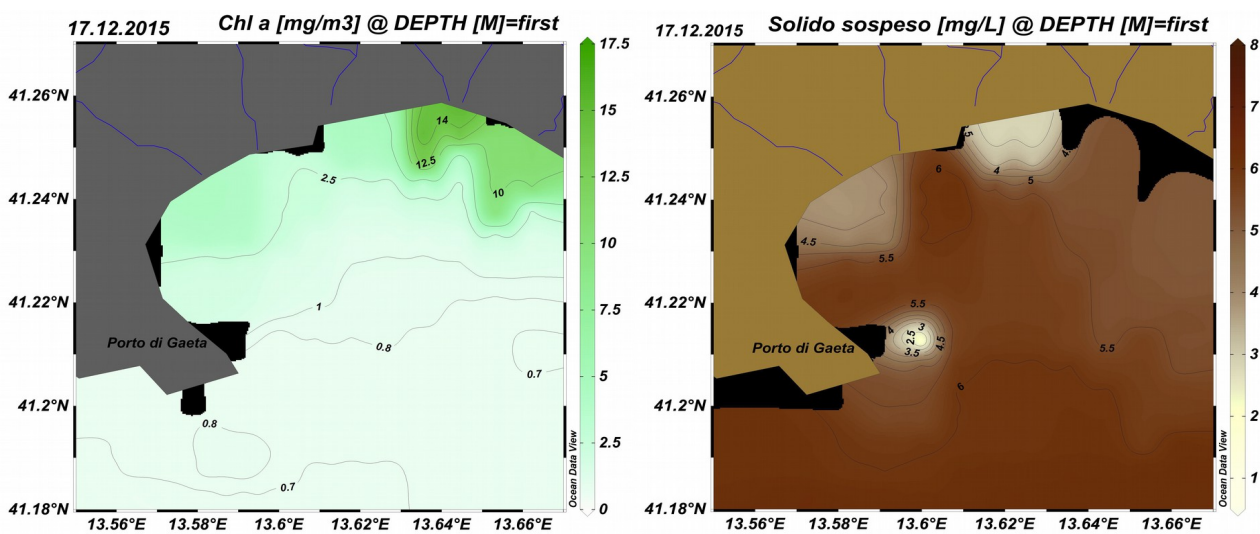 17.12.2015
Chl a [mg/m3] @ DEPTH [M]=first
17.5
15
12.5
10
7.5
5
2.5
0
41.26°N
41.24°N
41.22°N
41.2°N
41.18°N
14
12.5
10
2.5
1
0.8
0.7
0.8
0.7
Porto di Gaeta
Ocean Data View
13.56°E
13.58°E
13.6°E
13.62°E
13.64°E
13.66°E
17.12.2015
Solido sospeso [mg/L] @ DEPTH [M]=first
8
7
6
5
4
3
2
1
41.26°N
41.24°N
41.22°N
41.2°N
41.18°N
5
4
4
5
6
4.5
5.5
5.5
4
3
2.5
3.5
4.5
5.5
6
Porto di Gaeta
Ocean Data View
13.56°E
13.58°E
13.6°E
13.62°E
13.64°E
13.66°E